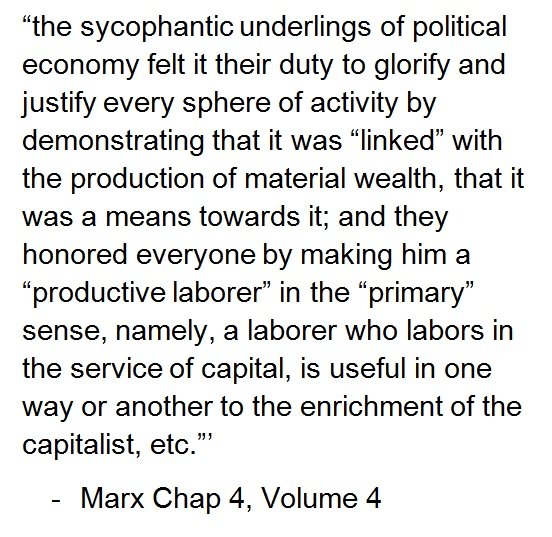 “the sycophantic underlings of political
economy felt it their duty to glorify and
justify every sphere of activity by
demonstrating that it was “linked” with
the production of material wealth, that it
was a means towards it; and they
honored everyone by making him a
“productive laborer” in the “primary”
sense, namely, a laborer who labors in
the service of capital, is useful in one
way or another to the enrichment of the
capitalist, etc.”’
- Marx Chap 4, Volume 4